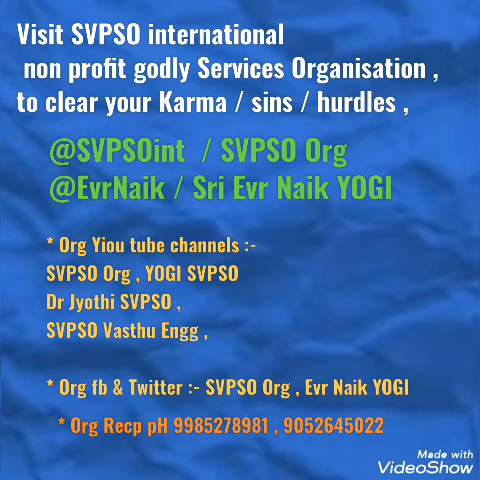 Visit SVPSO international
non profit godly Services Organisation ,
to clear your Karma / sins / hurdles ,
@SVPSOint / SVPSO Org
@EvrNaik / Sri Evr Naik YOGI
* Org Yiou tube channels :-
SVPSO Org , YOGI SVPSO
Dr Jyothi SVPSO ,
SVPSO Vasthu Engg ,
* Org fb & Twitter :- SVPSO Org , Evr Naik YOGI
* Org Recp pH 9985278981 , 9052645022
Made with
VideoShow